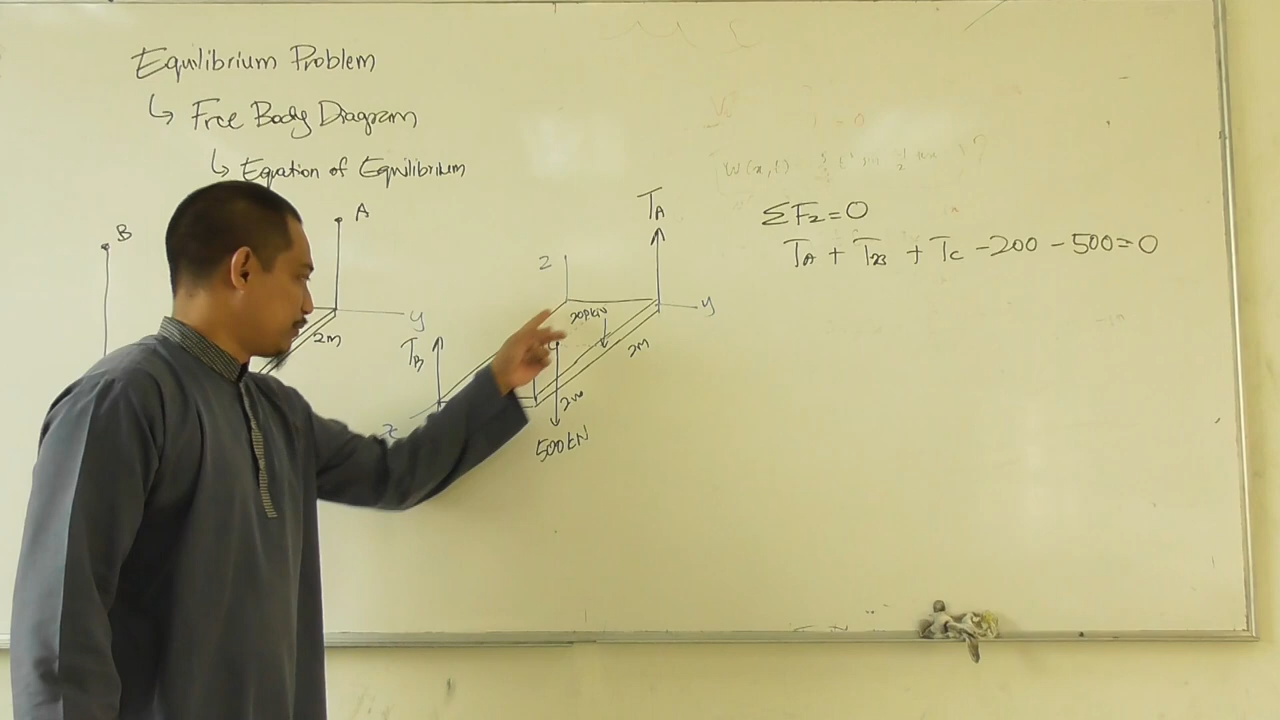 Equilibrium Problem
↳ Free Body Diagram
↳ Equation of Equilibrium
B
A
y
2m
z
T_A
y
200kN
2m
T_B
x
2m
500kN
ΣF_z = 0
T_A + T_B + T_C - 200 - 500 = 0